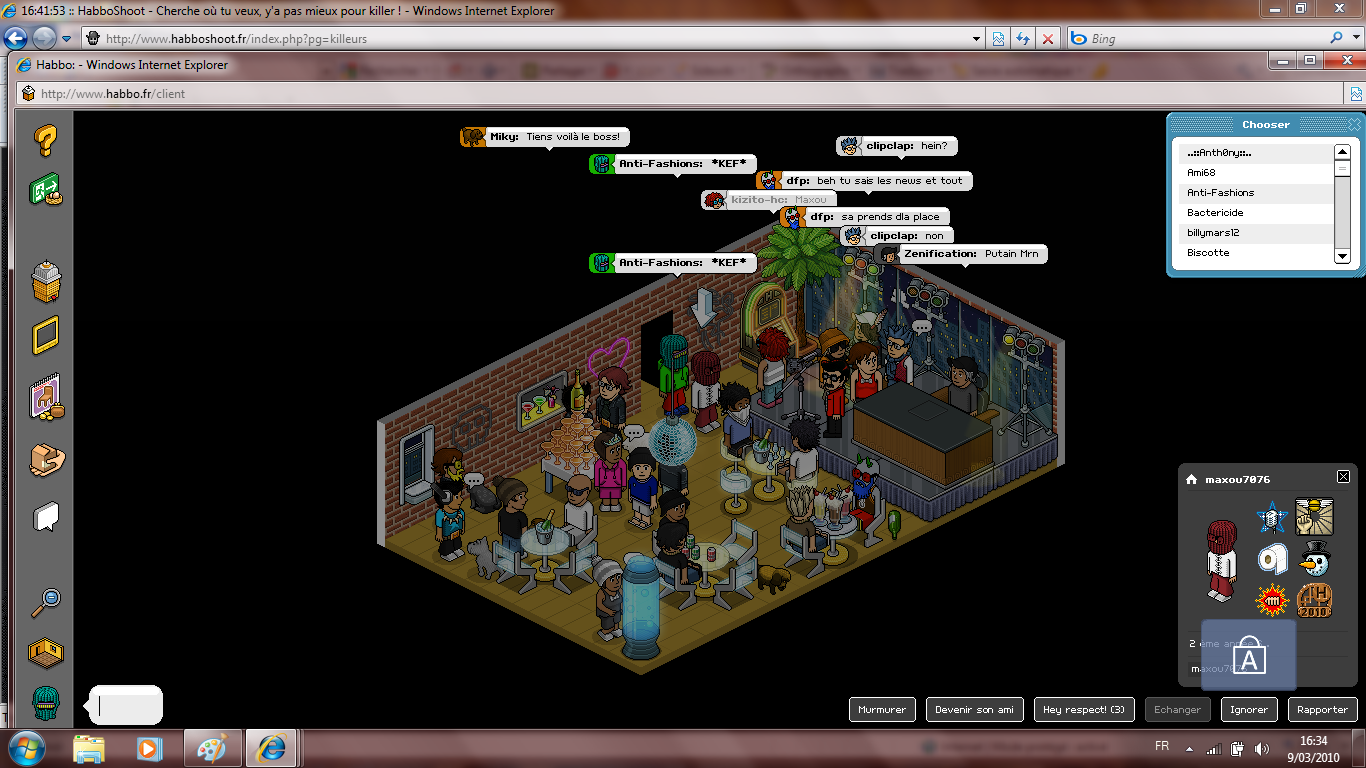 16:41:53 :: HabboShoot - Cherche où tu veux, y'a pas mieux pour killer ! - Windows Internet Explorer
http://www.habboshoot.fr/index.php?pg=killeurs
Bing
Habbo: - Windows Internet Explorer
http://www.habbo.fr/client
Chooser
..::Anth0ny::..
Ami68
Anti-Fashions
Bactericide
billymars12
Biscotte
Miky: Tiens voilà le boss!
clipclap: hein?
Anti-Fashions: *KEF*
dfp: beh tu sais les news et tout
kizito-hc: Maxou
dfp: sa prends dla place
clipclap: non
Zenification: Putain Mrn
Anti-Fashions: *KEF*
maxou7076
H
2010
2 eme
A
Murmurer
Devenir son ami
Hey respect! (3)
Echanger
Ignorer
Rapporter
FR
16:34
9/03/2010